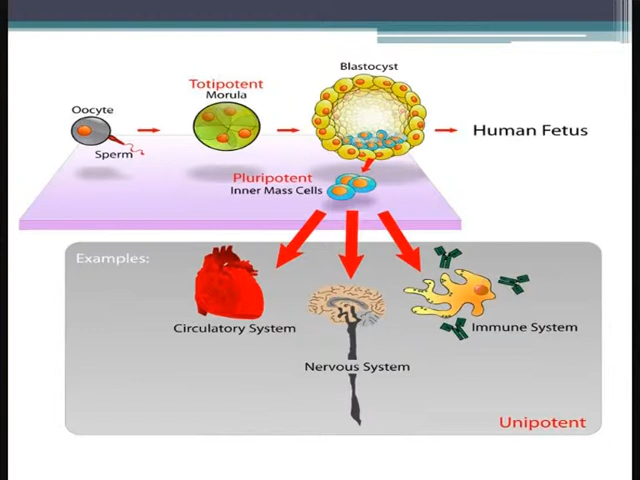 Blastocyst
Totipotent
Morula
Oocyte
Human Fetus
Sperm
Pluripotent
Inner Mass Cells
Examples:
Circulatory System
Immune System
Nervous System
Unipotent